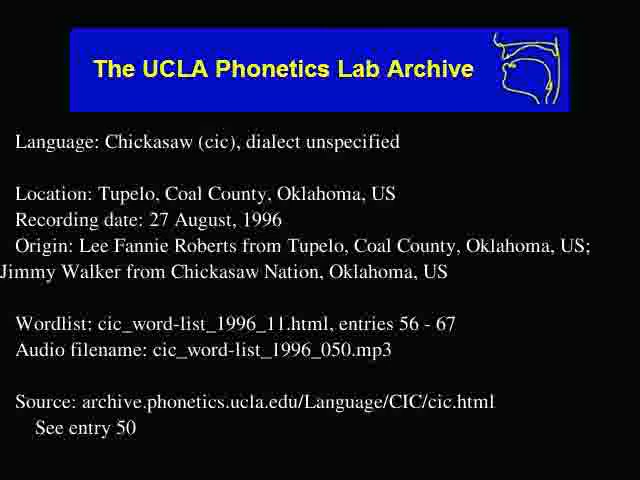 The UCLA Phonetics Lab Archive
Language: Chickasaw (cic), dialect unspecified
Location: Tupelo, Coal County, Oklahoma, US
Recording date: 27 August, 1996
Origin: Lee Fannie Roberts from Tupelo, Coal County, Oklahoma, US;
Jimmy Walker from Chickasaw Nation, Oklahoma, US
Wordlist: cic_word-list_1996_11.html, entries 56 - 67
Audio filename: cic_word-list_1996_050.mp3
Source: archive.phonetics.ucla.edu/Language/CIC/cic.html
See entry 50